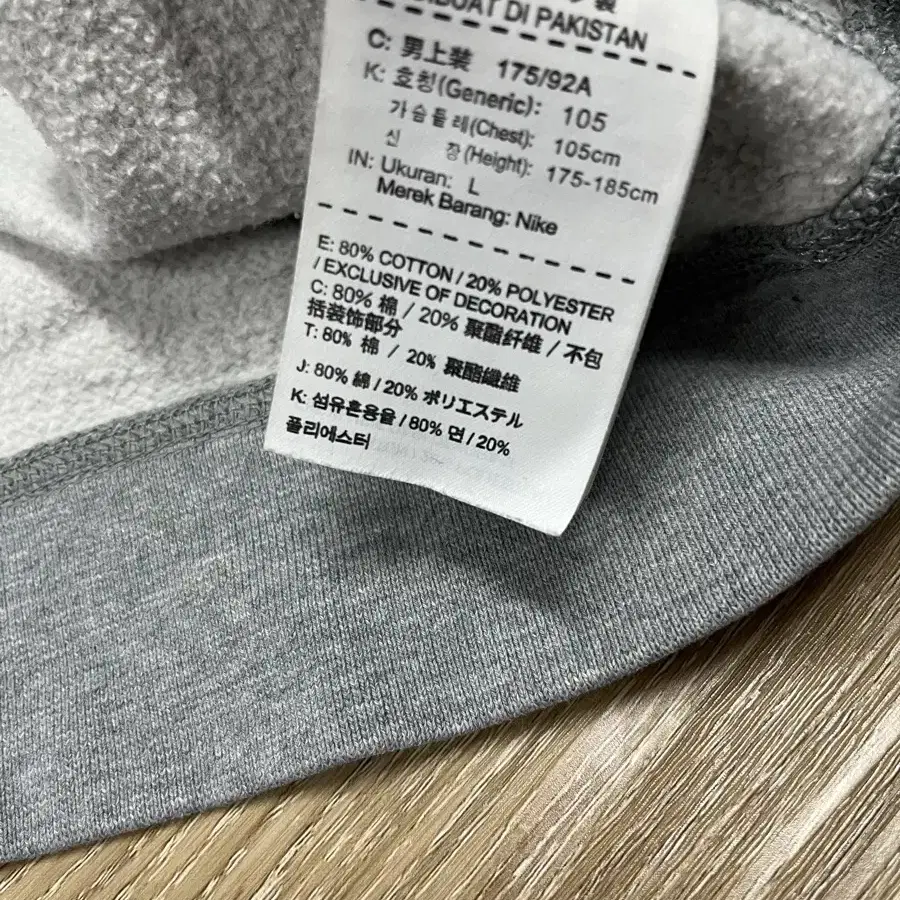 製
DIBUAT DI PAKISTAN
C: 男上装 175/92A
K: 호칭(Generic): 105
가슴둘레(Chest): 105cm
신 장(Height): 175-185cm
IN: Ukuran: L
Merek Barang: Nike
E: 80% COTTON / 20% POLYESTER
/ EXCLUSIVE OF DECORATION
C: 80% 棉 / 20% 聚酯纤维 / 不包
括装饰部分
T: 80% 棉 / 20% 聚酯纖維
J: 80% 綿 / 20% ポリエステル
K: 섬유혼용율 / 80% 면 / 20%
폴리에스터